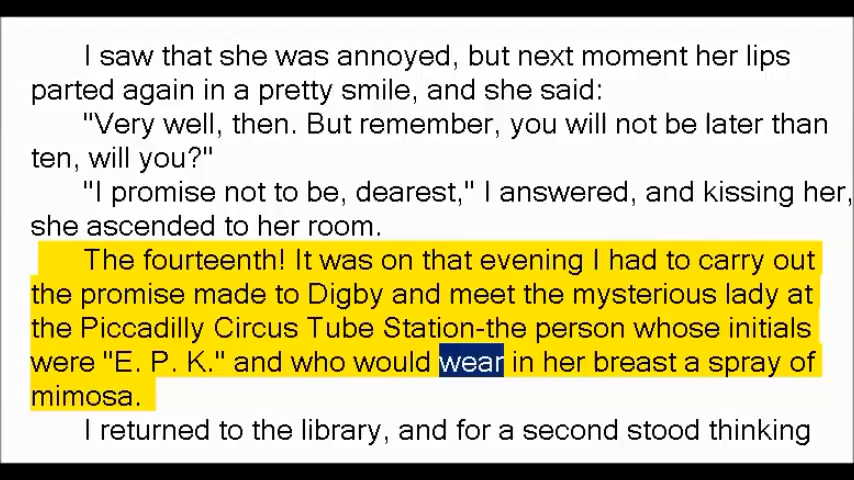 I saw that she was annoyed, but next moment her lips
parted again in a pretty smile, and she said:
"Very well, then. But remember, you will not be later than
ten, will you?"
"I promise not to be, dearest," I answered, and kissing her,
she ascended to her room.
The fourteenth! It was on that evening I had to carry out
the promise made to Digby and meet the mysterious lady at
the Piccadilly Circus Tube Station-the person whose initials
were "E. P. K." and who would wear in her breast a spray of
mimosa.
I returned to the library, and for a second stood thinking